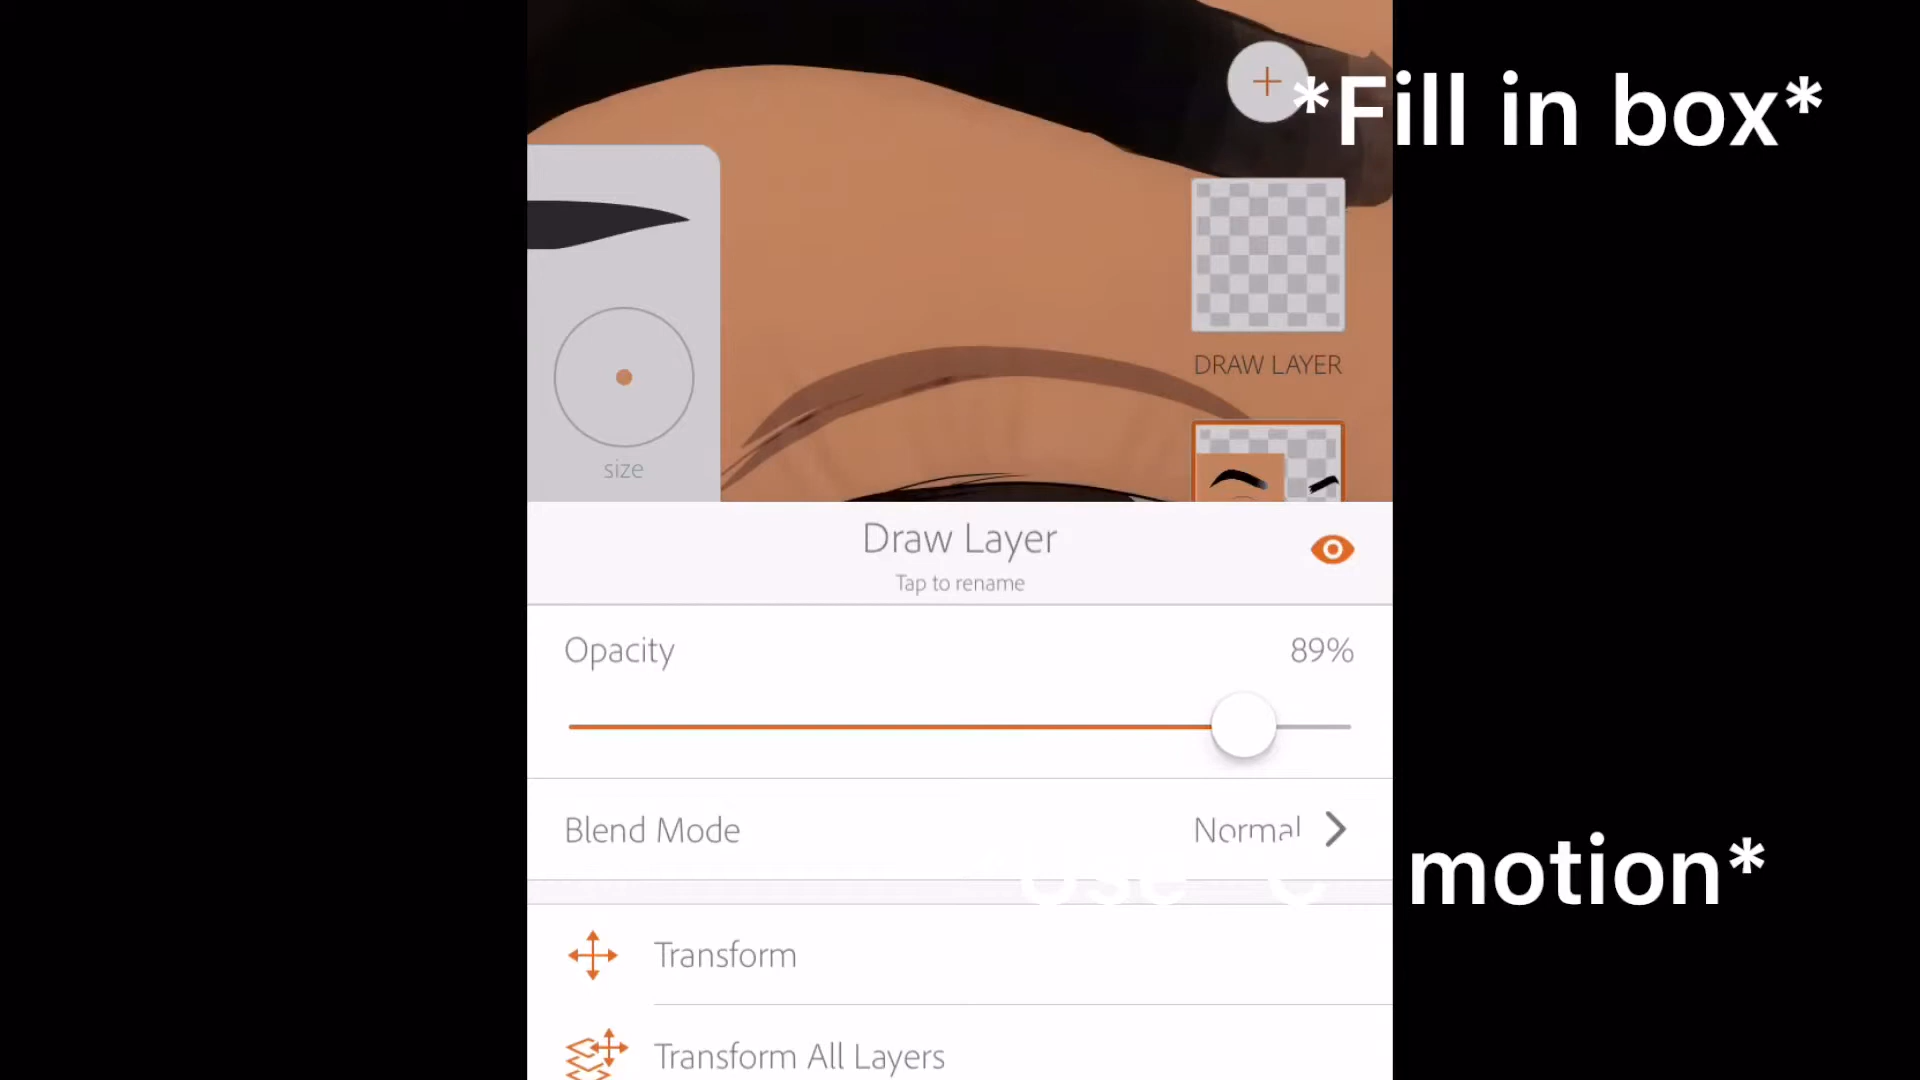 *Fill in box*
DRAW LAYER
size
Draw Layer
Tap to rename
Opacity
89%
Blend Mode
Normal
motion*
Transform
Transform All Layers